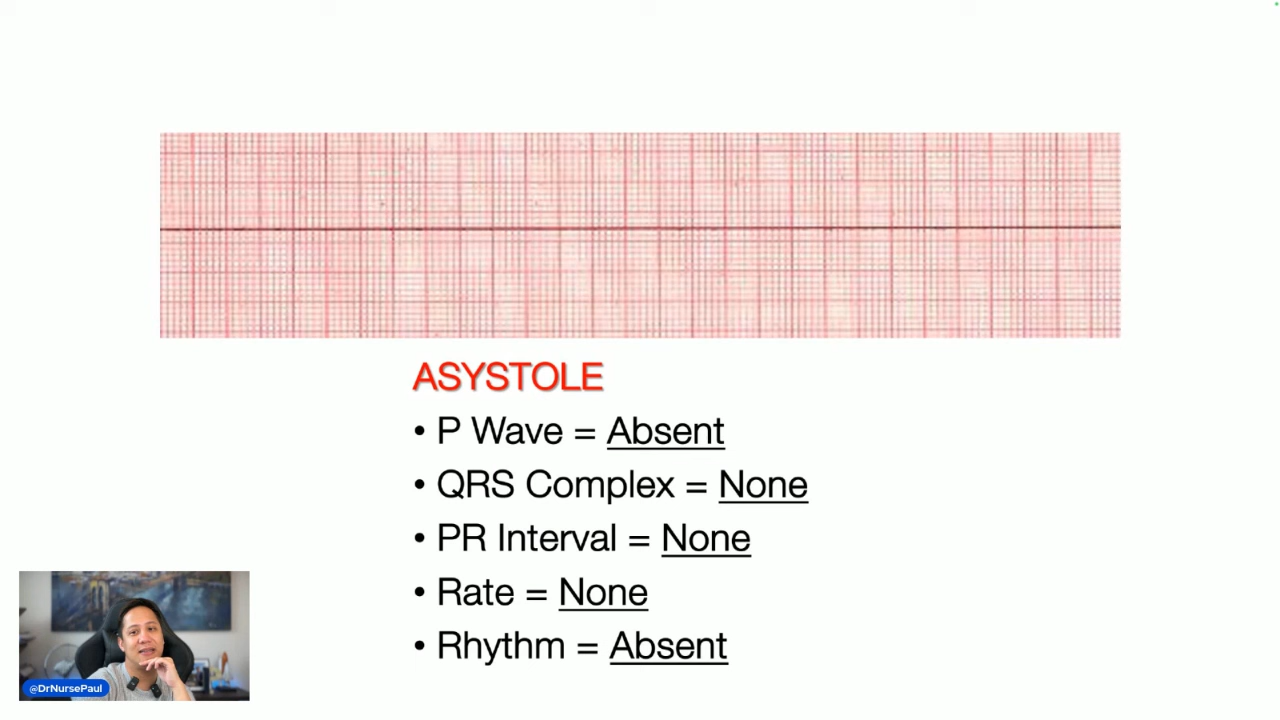 ASYSTOLE
• P Wave = Absent
• QRS Complex = None
• PR Interval = None
• Rate = None
• Rhythm = Absent
@DrNursePaul